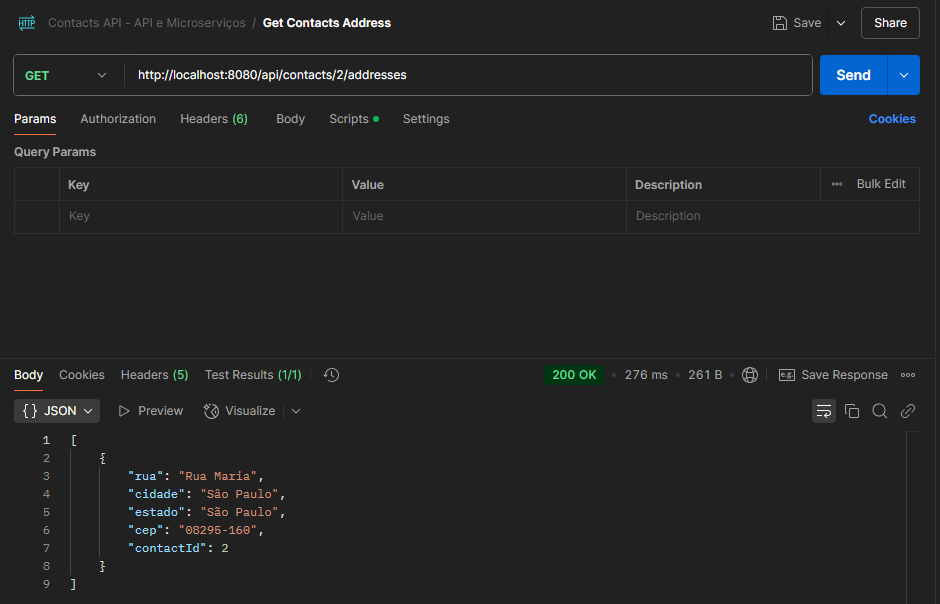 HTTP Contacts API - API e Microserviços / Get Contacts Address Save Share
GET http://localhost:8080/api/contacts/2/addresses Send
Params Authorization Headers (6) Body Scripts Settings Cookies
Query Params
Key Value Description ••• Bulk Edit
Key Value Description
Body Cookies Headers (5) Test Results (1/1) 200 OK • 276 ms • 261 B • e.g. Save Response
{} JSON Preview Visualize
1 [
2 {
3 "rua": "Rua Maria",
4 "cidade": "São Paulo",
5 "estado": "São Paulo",
6 "cep": "08295-160",
7 "contactId": 2
8 }
9 ]